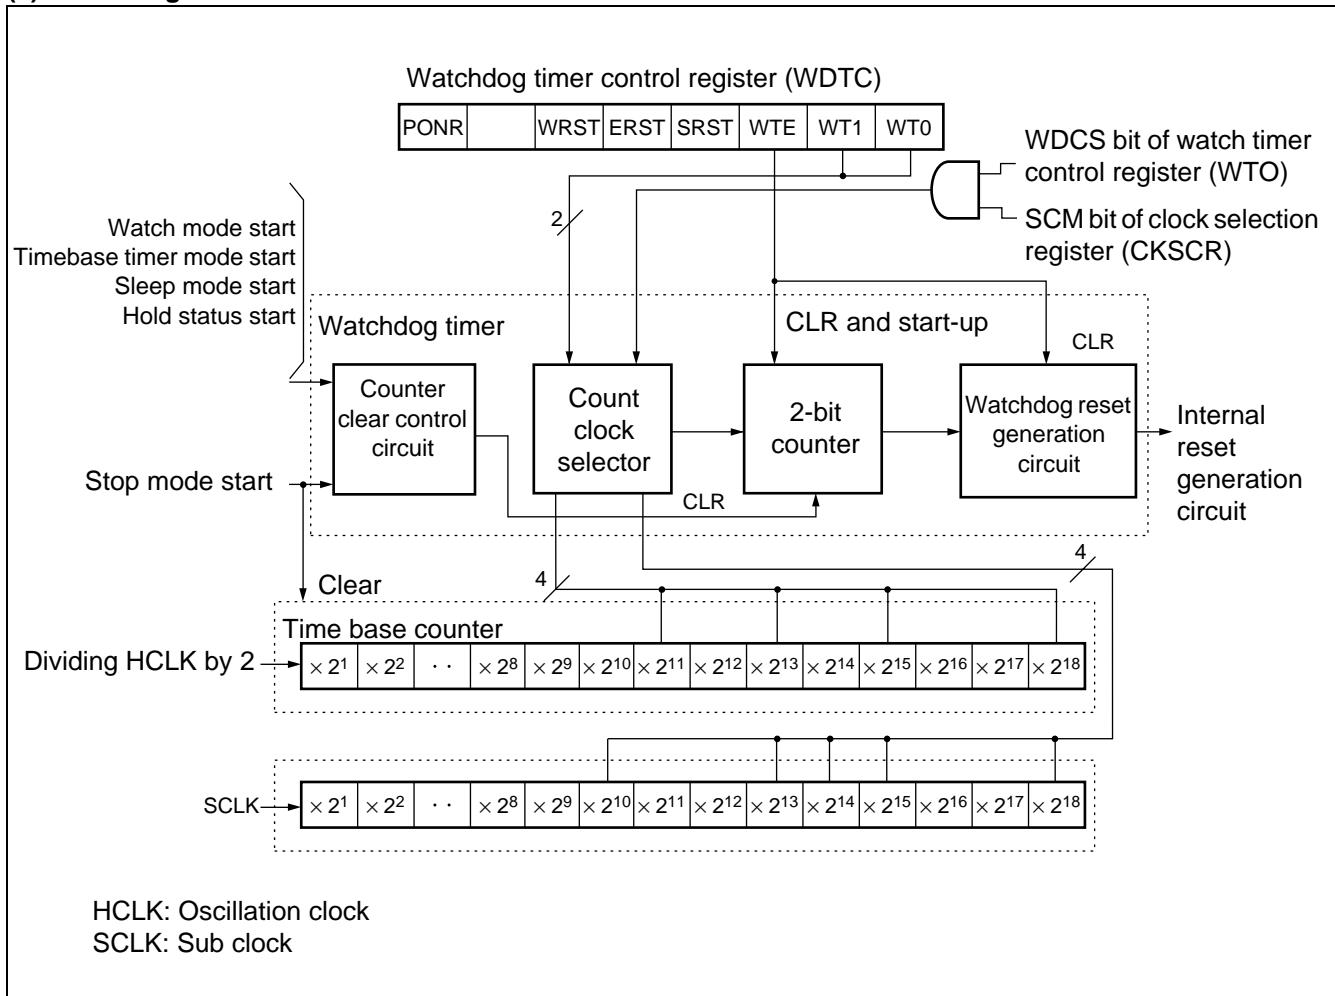 Watchdog timer control register (WDTC)
PONR WRST ERST SRST WTE WT1 WT0
WDCS bit of watch timer
control register (WTO)
SCM bit of clock selection
register (CKSCR)
2
Watch mode start
Timebase timer mode start
Sleep mode start
Hold status start
Watchdog timer
CLR and start-up
CLR
Counter
clear control
circuit
Count
clock
selector
2-bit
counter
Watchdog reset
generation
circuit
Internal
reset
generation
circuit
Stop mode start
CLR
4
4
Clear
Time base counter
Dividing HCLK by 2
× 2¹ × 2² ·· × 2⁸ × 2⁹ × 2¹⁰ × 2¹¹ × 2¹² × 2¹³ × 2¹⁴ × 2¹⁵ × 2¹⁶ × 2¹⁷ × 2¹⁸
SCLK
× 2¹ × 2² ·· × 2⁸ × 2⁹ × 2¹⁰ × 2¹¹ × 2¹² × 2¹³ × 2¹⁴ × 2¹⁵ × 2¹⁶ × 2¹⁷ × 2¹⁸
HCLK: Oscillation clock
SCLK: Sub clock